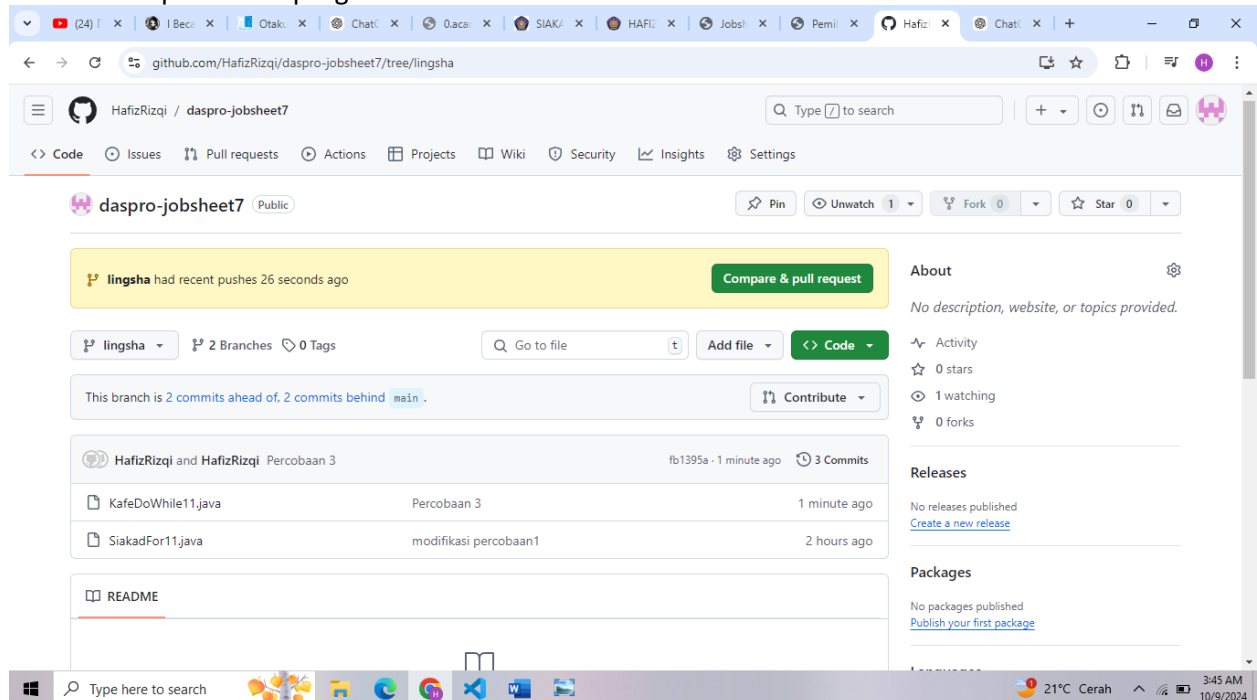 (24) I Beca Otaku ChatG 0.acac SIAKA HAFIZ Jobsh Pemil Hafizl ChatG
github.com/HafizRizqi/daspro-jobsheet7/tree/lingsha H
HafizRizqi / daspro-jobsheet7 Type / to search
Code Issues Pull requests Actions Projects Wiki Security Insights Settings
daspro-jobsheet7 Public Pin Unwatch 1 Fork 0 Star 0
lingsha had recent pushes 26 seconds ago Compare & pull request
About
No description, website, or topics provided.
lingsha 2 Branches 0 Tags Go to file t Add file Code
Activity
0 stars
This branch is 2 commits ahead of, 2 commits behind main . Contribute
1 watching
0 forks
HafizRizqi and HafizRizqi Percobaan 3 fb1395a · 1 minute ago 3 Commits
KafeDoWhile11.java Percobaan 3 1 minute ago
SiakadFor11.java modifikasi percobaan1 2 hours ago
Releases
No releases published
Create a new release
README
Packages
No packages published
Publish your first package
Type here to search 21°C Cerah 3:45 AM
10/9/2024